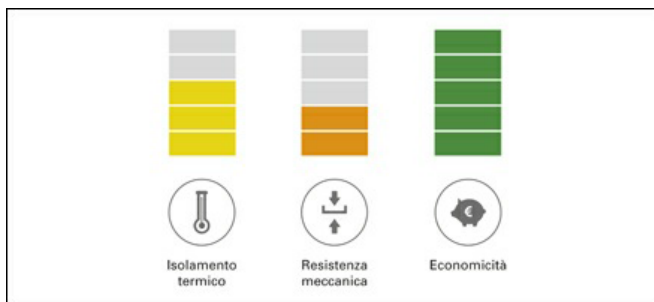 Isolamento
termico
Resistenza
meccanica
€
Economicità